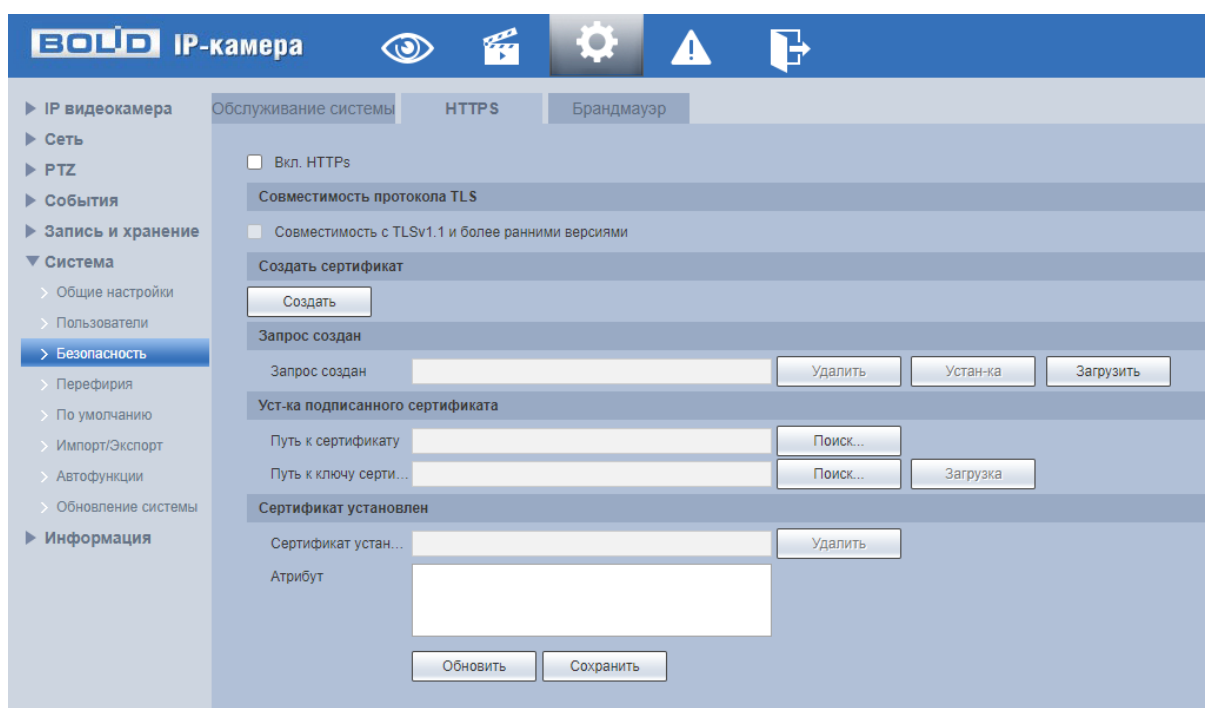 BOLID IP-камера
IP видеокамера
Сеть
PTZ
События
Запись и хранение
Система
Общие настройки
Пользователи
Безопасность
Перефирия
По умолчанию
Импорт/Экспорт
Автофункции
Обновление системы
Информация
Обслуживание системы HTTPS Брандмауэр
Вкл. HTTPs
Совместимость протокола TLS
Совместимость с TLSv1.1 и более ранними версиями
Создать сертификат
Создать
Запрос создан
Запрос создан Удалить Устан-ка Загрузить
Уст-ка подписанного сертификата
Путь к сертификату Поиск...
Путь к ключу серти... Поиск... Загрузка
Сертификат установлен
Сертификат устан... Удалить
Атрибут
Обновить Сохранить